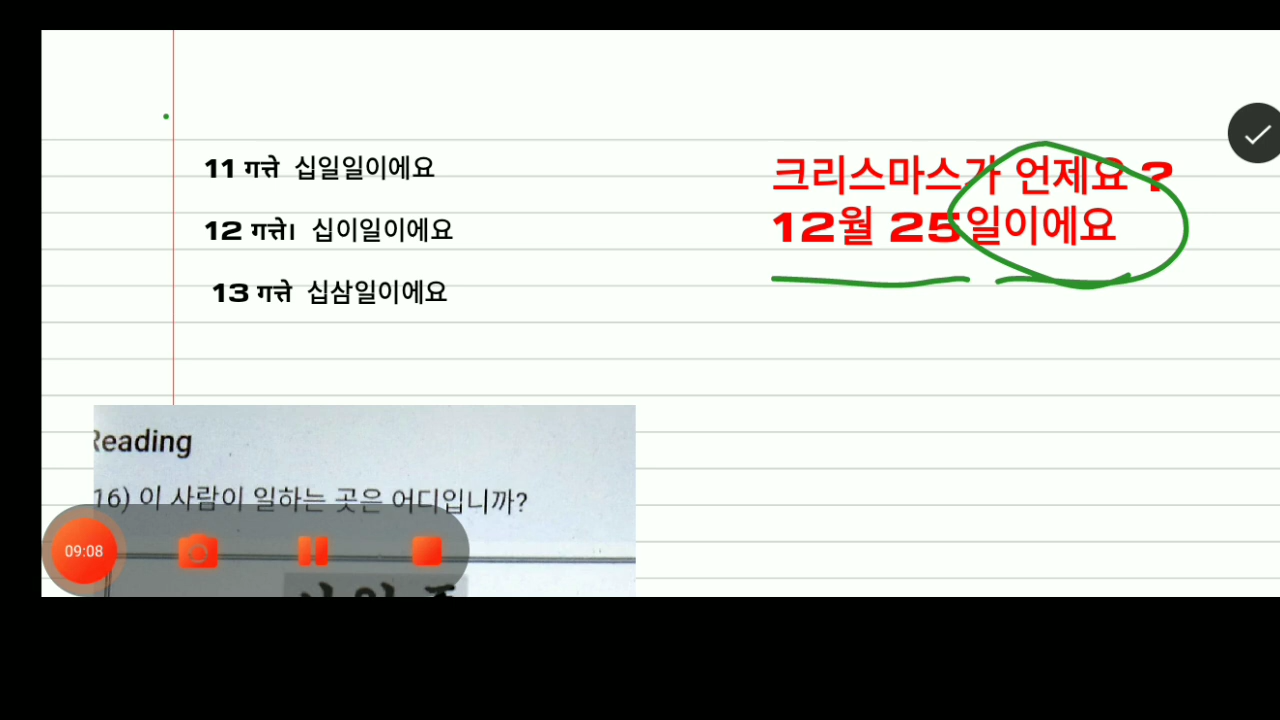 11 गत्ते 십일일이에요
12 गत्ते। 십이일이에요
13 गत्ते 십삼일이에요
크리스마스가 언제요 ?
12월 25일이에요
Reading
16) 이 사람이 일하는 곳은 어디입니까?
09:08